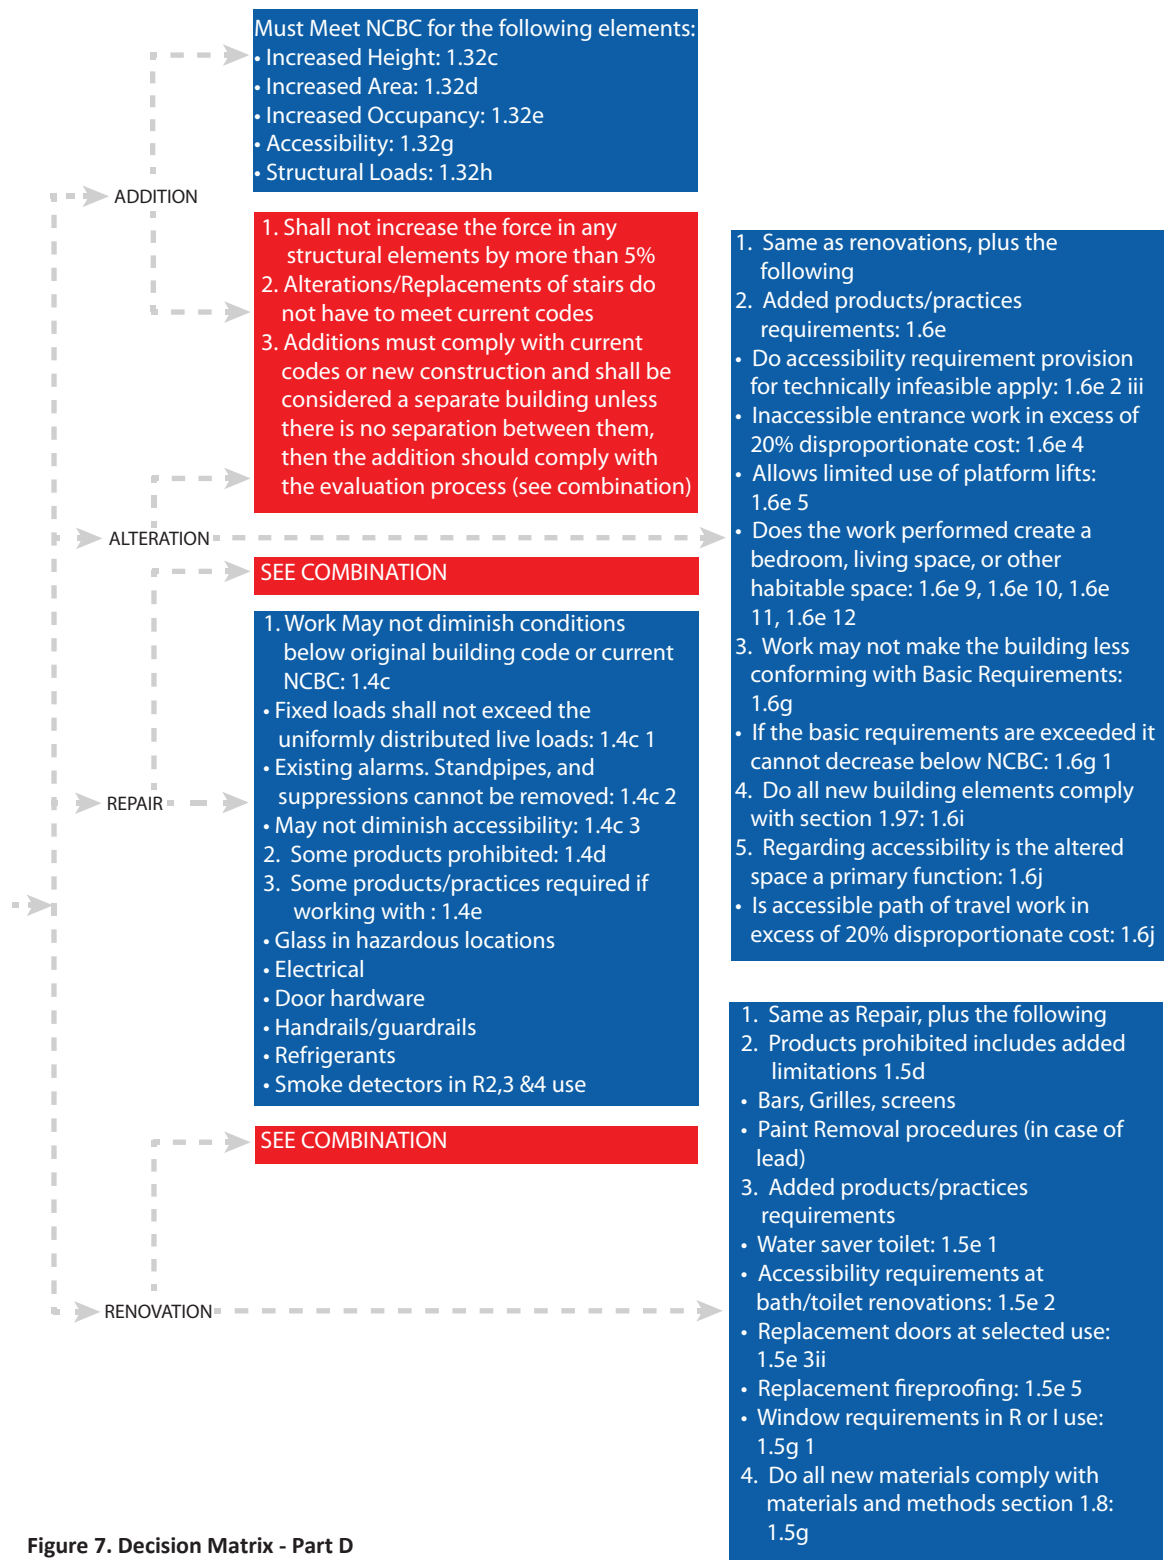 Must Meet NCBC for the following elements:
• Increased Height: 1.32c
• Increased Area: 1.32d
• Increased Occupancy: 1.32e
• Accessibility: 1.32g
• Structural Loads: 1.32h
ADDITION
1. Shall not increase the force in any
structural elements by more than 5%
2. Alterations/Replacements of stairs do
not have to meet current codes
3. Additions must comply with current
codes or new construction and shall be
considered a separate building unless
there is no separation between them,
then the addition should comply with
the evaluation process (see combination)
ALTERATION
1. Same as renovations, plus the
following
2. Added products/practices
requirements: 1.6e
• Do accessibility requirement provision
for technically infeasible apply: 1.6e 2 iii
• Inaccessible entrance work in excess of
20% disproportionate cost: 1.6e 4
• Allows limited use of platform lifts:
1.6e 5
• Does the work performed create a
bedroom, living space, or other
habitable space: 1.6e 9, 1.6e 10, 1.6e
11, 1.6e 12
3. Work may not make the building less
conforming with Basic Requirements:
1.6g
• If the basic requirements are exceeded it
cannot decrease below NCBC: 1.6g 1
4. Do all new building elements comply
with section 1.97: 1.6i
5. Regarding accessibility is the altered
space a primary function: 1.6j
• Is accessible path of travel work in
excess of 20% disproportionate cost: 1.6j
SEE COMBINATION
REPAIR
1. Work May not diminish conditions
below original building code or current
NCBC: 1.4c
• Fixed loads shall not exceed the
uniformly distributed live loads: 1.4c 1
• Existing alarms. Standpipes, and
suppressions cannot be removed: 1.4c 2
• May not diminish accessibility: 1.4c 3
2. Some products prohibited: 1.4d
3. Some products/practices required if
working with : 1.4e
• Glass in hazardous locations
• Electrical
• Door hardware
• Handrails/guardrails
• Refrigerants
• Smoke detectors in R2,3 &4 use
SEE COMBINATION
RENOVATION
1. Same as Repair, plus the following
2. Products prohibited includes added
limitations 1.5d
• Bars, Grilles, screens
• Paint Removal procedures (in case of
lead)
3. Added products/practices
requirements
• Water saver toilet: 1.5e 1
• Accessibility requirements at
bath/toilet renovations: 1.5e 2
• Replacement doors at selected use:
1.5e 3ii
• Replacement fireproofing: 1.5e 5
• Window requirements in R or I use:
1.5g 1
4. Do all new materials comply with
materials and methods section 1.8:
1.5g
Figure 7. Decision Matrix - Part D